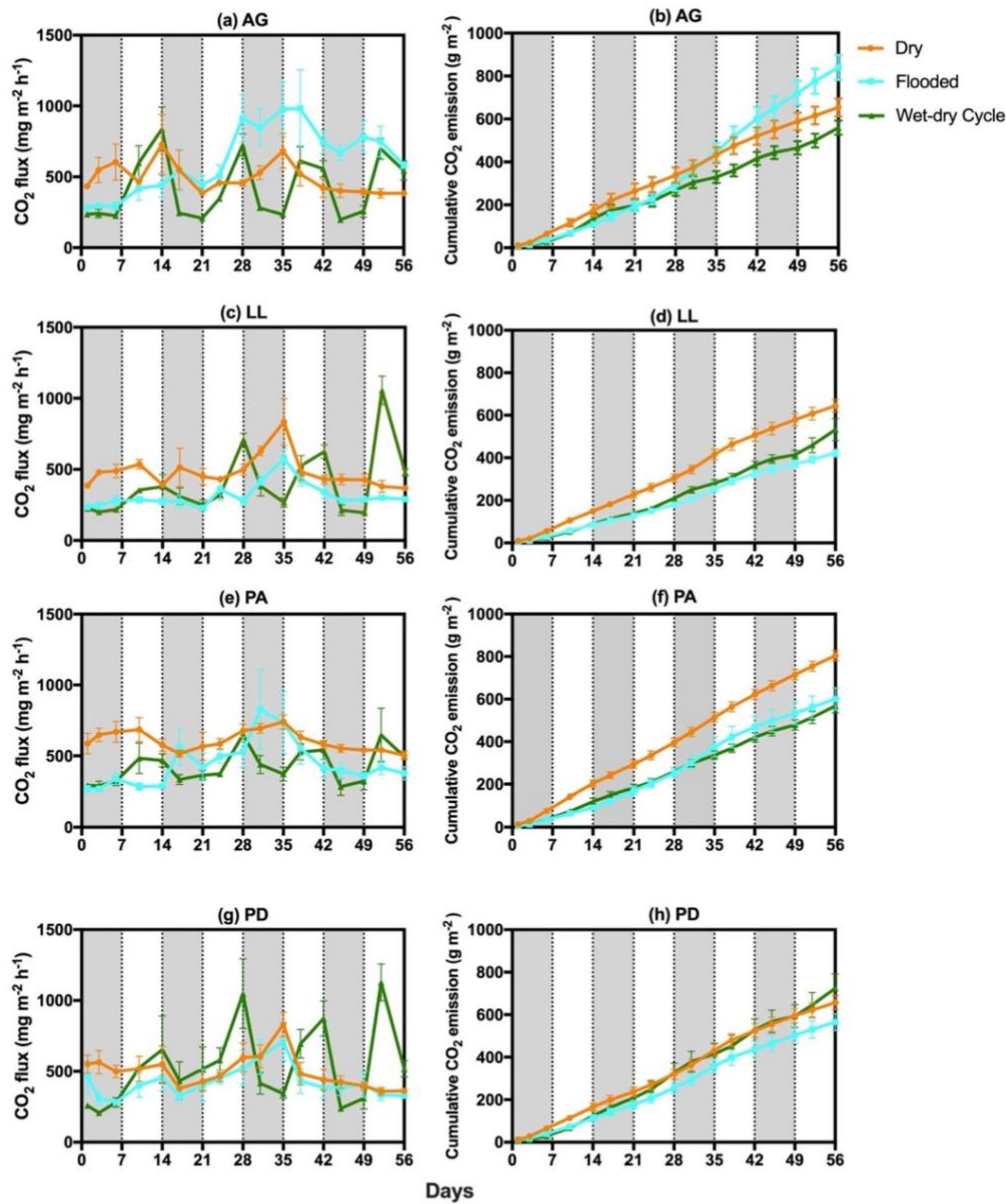 (a) AG
(b) AG
1500
1000
500
0
CO2 flux (mg m-2 h-1)
0 7 14 21 28 35 42 49 56
1000
800
600
400
200
0
Cumulative CO2 emission (g m-2)
0 7 14 21 28 35 42 49 56
Dry
Flooded
Wet-dry Cycle
(c) LL
(d) LL
1500
1000
500
0
CO2 flux (mg m-2 h-1)
0 7 14 21 28 35 42 49 56
1000
800
600
400
200
0
Cumulative CO2 emission (g m-2)
0 7 14 21 28 35 42 49 56
(e) PA
(f) PA
1500
1000
500
0
CO2 flux (mg m-2 h-1)
0 7 14 21 28 35 42 49 56
1000
800
600
400
200
0
Cumulative CO2 emission (g m-2)
0 7 14 21 28 35 42 49 56
(g) PD
(h) PD
1500
1000
500
0
CO2 flux (mg m-2 h-1)
0 7 14 21 28 35 42 49 56
1000
800
600
400
200
0
Cumulative CO2 emission (g m-2)
0 7 14 21 28 35 42 49 56
Days